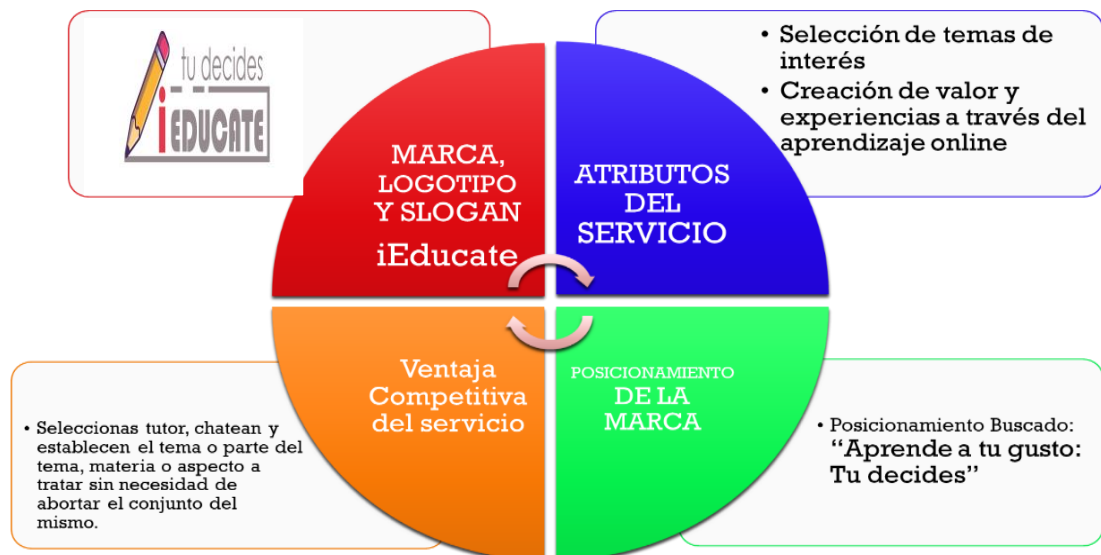 tu decides
iEDUCATE
MARCA,
LOGOTIPO
Y SLOGAN
iEducate
• Selección de temas de
interés
• Creación de valor y
experiencias a través del
aprendizaje online
ATRIBUTOS
DEL
SERVICIO
• Seleccionas tutor, chatean y
establecen el tema o parte del
tema, materia o aspecto a
tratar sin necesidad de
abortar el conjunto del
mismo.
Ventaja
Competitiva
del servicio
POSICIONAMIENTO
DE LA
MARCA
• Posicionamiento Buscado:
“Aprende a tu gusto:
Tu decides”